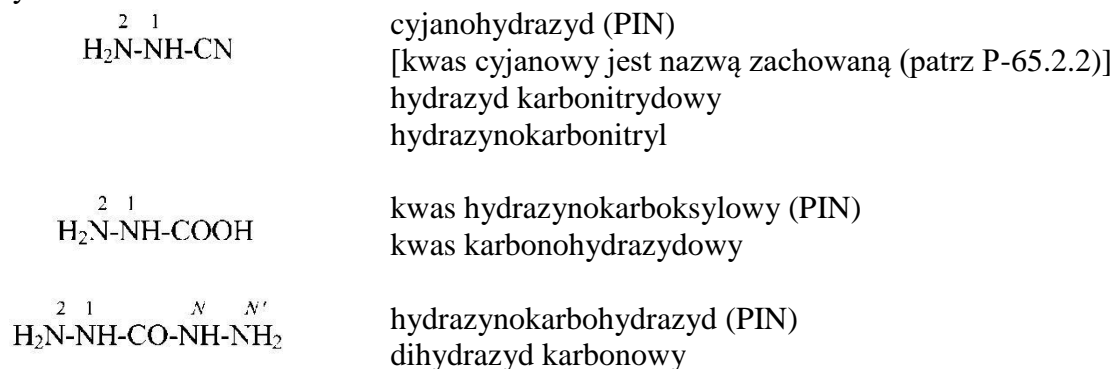 2 1
H₂N-NH-CN
cyjanohydrazyd (PIN)
[kwas cyjanowy jest nazwą zachowaną (patrz P-65.2.2)]
hydrazyd karbonitrydowy
hydrazynokarbonitryl
2 1
H₂N-NH-COOH
kwas hydrazynokarboksylowy (PIN)
kwas karbonohydrazydowy
2 1 N N'
H₂N-NH-CO-NH-NH₂
hydrazynokarbohydrazyd (PIN)
dihydrazyd karbonowy